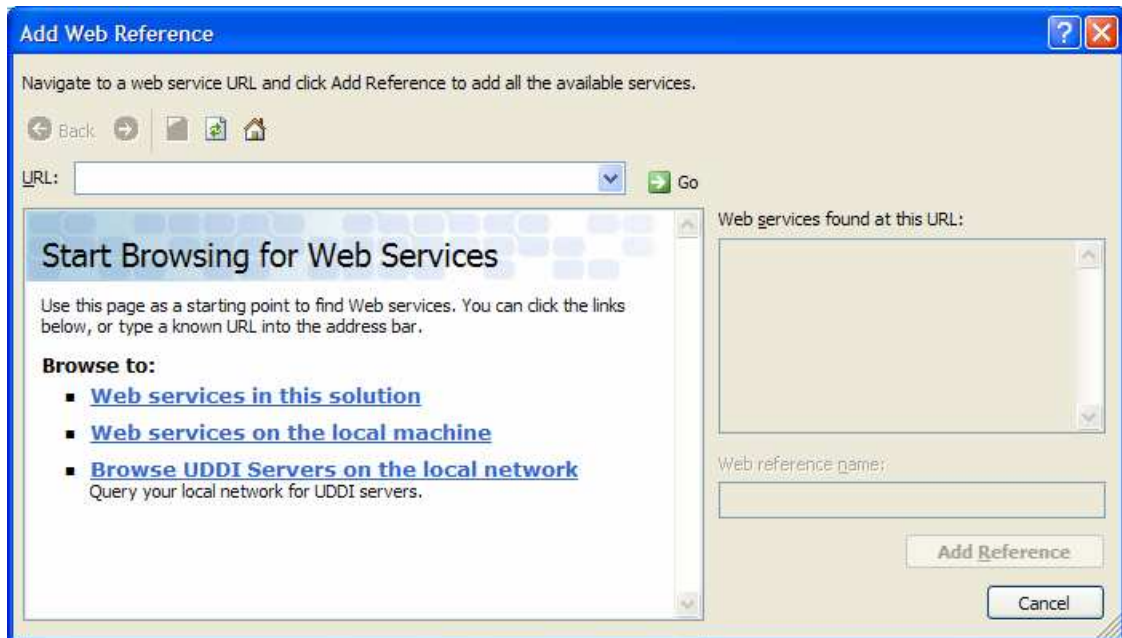 Add Web Reference
Navigate to a web service URL and click Add Reference to add all the available services.
Back
URL:
Go
Start Browsing for Web Services
Use this page as a starting point to find Web services. You can click the links
below, or type a known URL into the address bar.
Browse to:
Web services in this solution
Web services on the local machine
Browse UDDI Servers on the local network
Query your local network for UDDI servers.
Web services found at this URL:
Web reference name:
Add Reference
Cancel